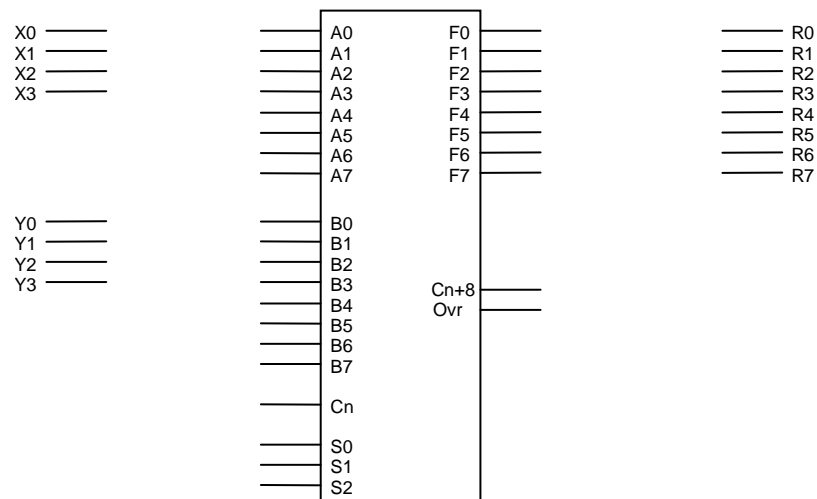 X0 A0 F0 R0
X1 A1 F1 R1
X2 A2 F2 R2
X3 A3 F3 R3
A4 F4 R4
A5 F5 R5
A6 F6 R6
A7 F7 R7
Y0 B0
Y1 B1
Y2 B2
Y3 B3 Cn+8
B4 Ovr
B5
B6
B7
Cn
S0
S1
S2